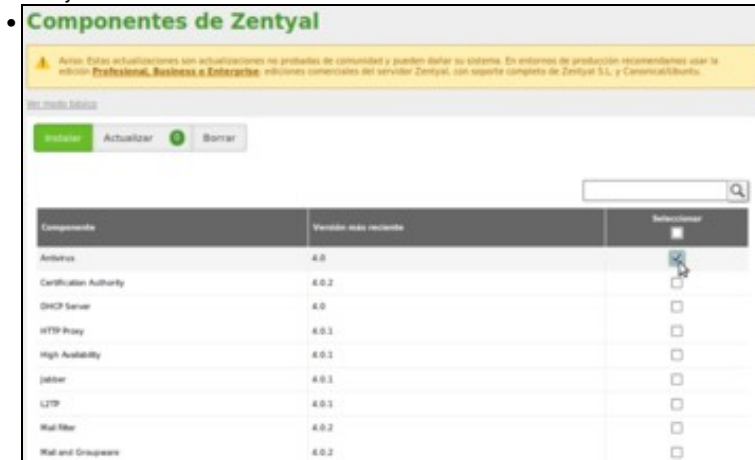 Componentes de Zentyal
Aviso: Estas actualizaciones son actualizaciones no probadas de comunidad y pueden dañar su sistema. En entornos de producción recomendamos usar la
edición Profesional, Business o Enterprise: ediciones comerciales del servidor Zentyal, con soporte completo de Zentyal S.L. y Canonical/Ubuntu.
Ver modo básico
Instalar Actualizar 0 Borrar
Componente Versión más reciente Seleccionar
Antivirus 4.0
Certification Authority 4.0.2
DHCP Server 4.0
HTTP Proxy 4.0.1
High Availability 4.0.1
Jabber 4.0.1
L2TP 4.0.1
Mail filter 4.0.2
Mail and Groupware 4.0.2